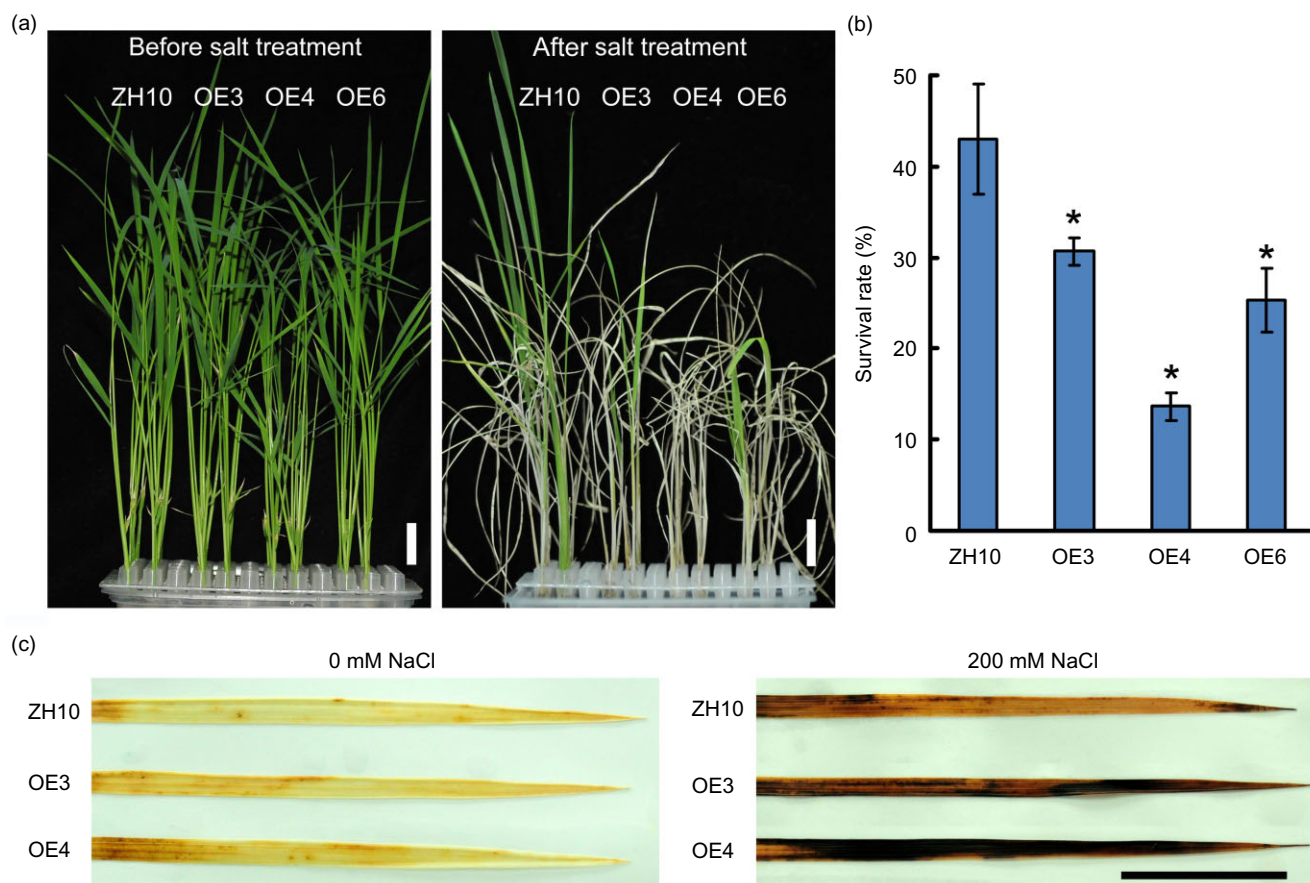 (a)
Before salt treatment
ZH10 OE3 OE4 OE6
After salt treatment
ZH10 OE3 OE4 OE6
(b)
Survival rate (%)
50
40
30
20
10
0
*
*
*
ZH10 OE3 OE4 OE6
(c)
0 mM NaCl
ZH10
OE3
OE4
200 mM NaCl
ZH10
OE3
OE4